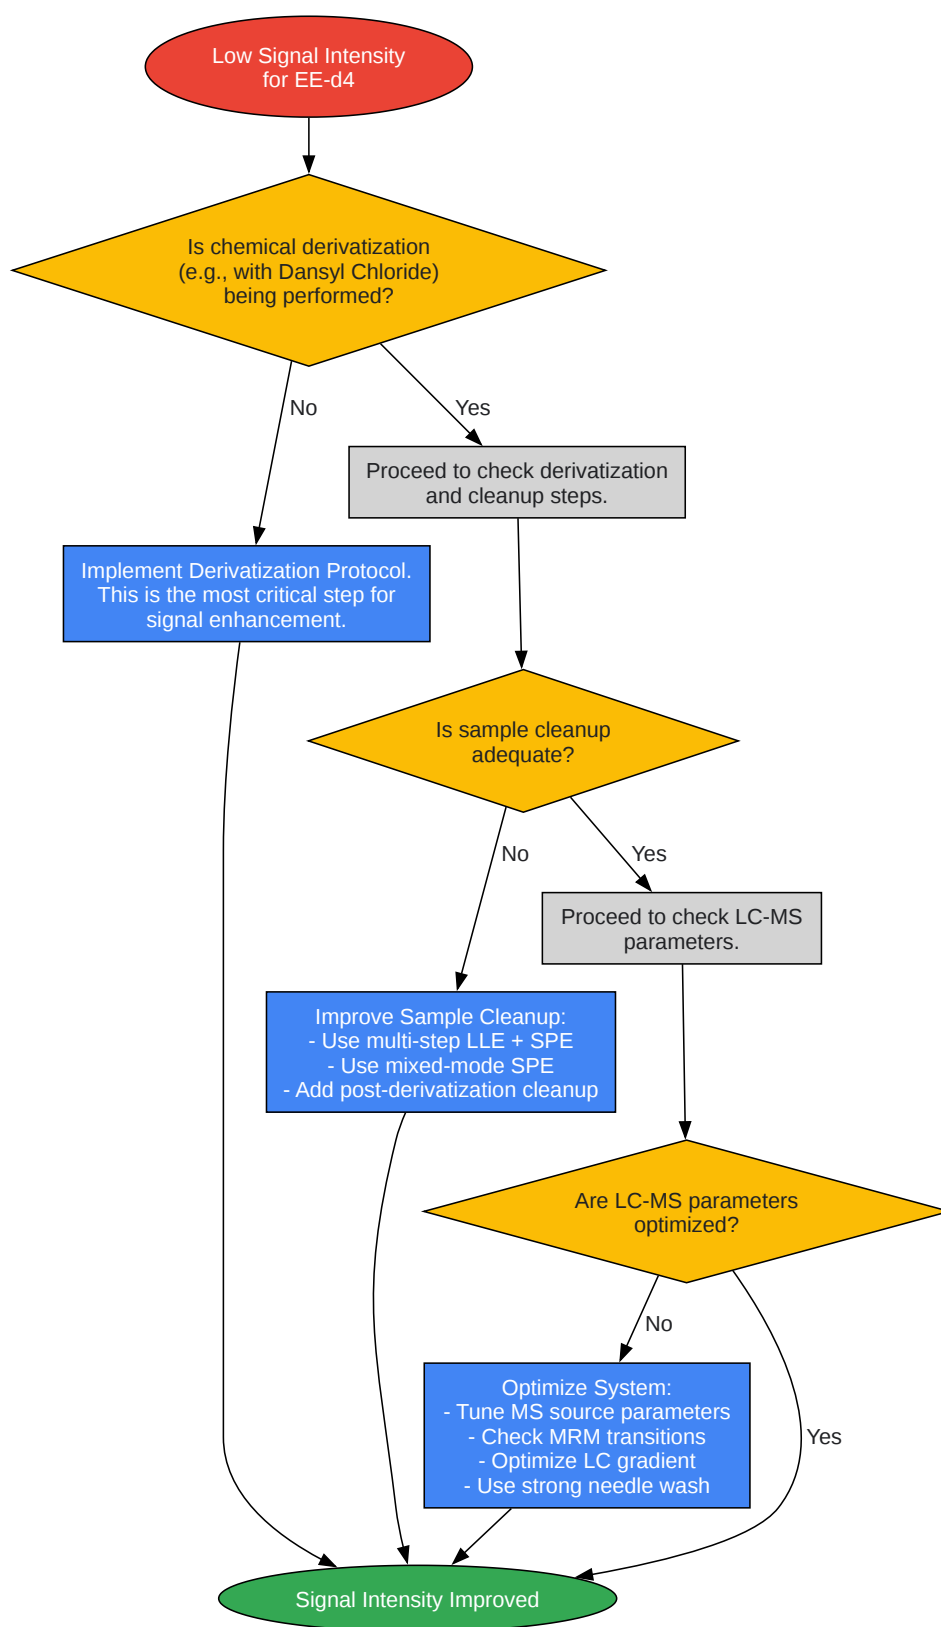 Low Signal Intensity
for EE-d4
Is chemical derivatization
(e.g., with Dansyl Chloride)
being performed?
No
Yes
Proceed to check derivatization
and cleanup steps.
Implement Derivatization Protocol.
This is the most critical step for
signal enhancement.
Is sample cleanup
adequate?
No
Yes
Proceed to check LC-MS
parameters.
Improve Sample Cleanup:
- Use multi-step LLE + SPE
- Use mixed-mode SPE
- Add post-derivatization cleanup
Are LC-MS parameters
optimized?
No
Optimize System:
- Tune MS source parameters
- Check MRM transitions
- Optimize LC gradient
- Use strong needle wash
Yes
Signal Intensity Improved